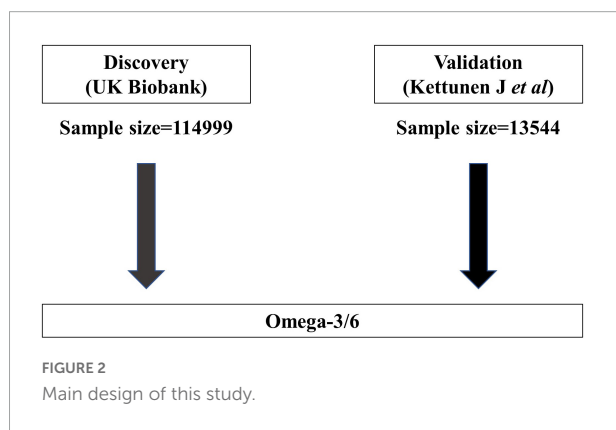 Discovery
(UK Biobank)
Validation
(Kettunen J et al)
Sample size=114999
Sample size=13544
Omega-3/6
FIGURE 2
Main design of this study.